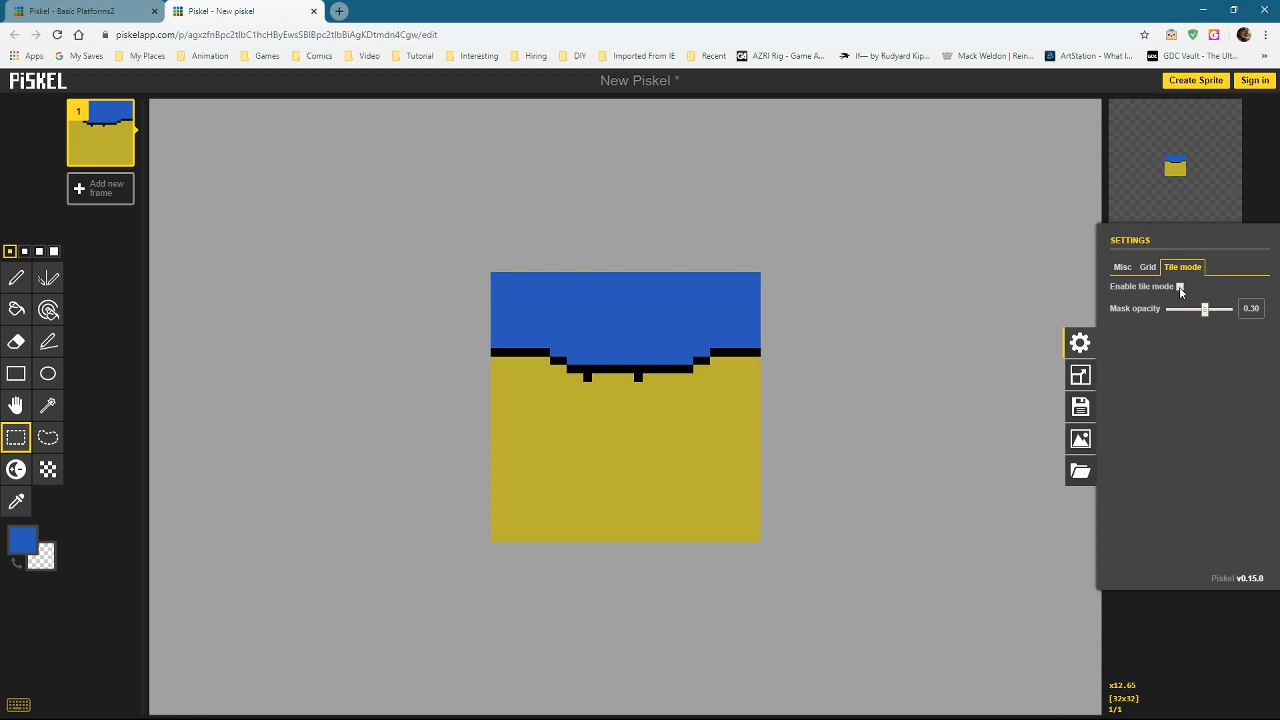 Piskel - Basic Platforms2
Piskel - New piskel
piskelapp.com/p/agxzfnBpc2tlbC1hcHByEwsSBlBpc2tlbBiAgKDtmdn4Cgw/edit
Apps My Saves My Places Animation Games Comics Video Tutorial Interesting Hiring DIY Imported From IE Recent AZRI Rig - Game A... If— by Rudyard Kip... Mack Weldon | Rein... ArtStation - What I... GDC Vault - The Ult... »
PiSKEL
New Piskel *
Create Sprite
Sign in
1
Add new
frame
SETTINGS
Misc Grid Tile mode
Enable tile mode
Mask opacity 0.30
Piskel v0.15.0
x12.65
[32x32]
1/1